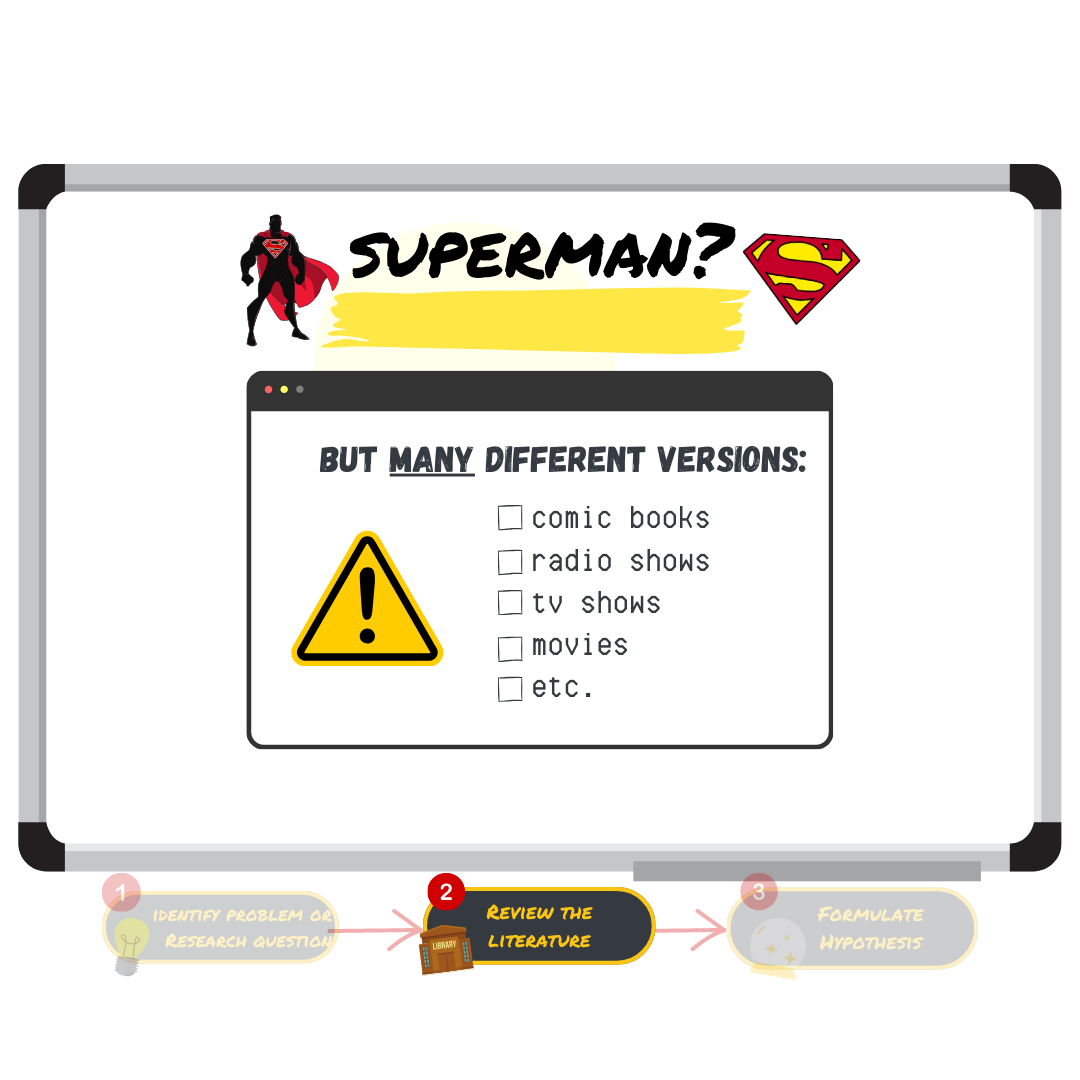 SUPERMAN?
BUT MANY DIFFERENT VERSIONS:
comic books
radio shows
tv shows
movies
etc.
1
IDENTIFY PROBLEM OR
RESEARCH QUESTION
2
REVIEW THE
LITERATURE
LIBRARY
3
FORMULATE
HYPOTHESIS